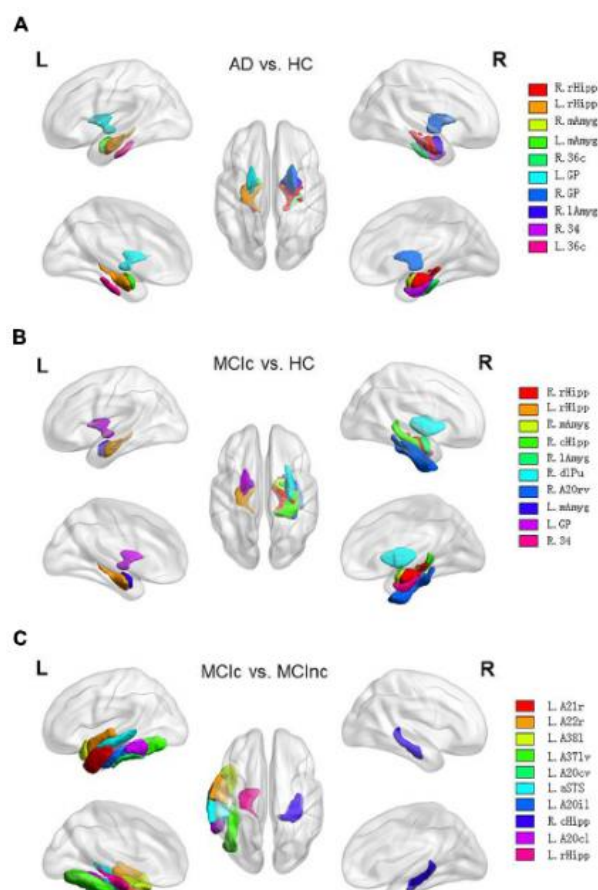 A
L
AD vs. HC
R
R.rHipp
L.rHipp
R.mAmyg
L.mAmyg
R.36c
L.GP
R.GP
R.lAmyg
R.34
L.36c
B
L
MCIc vs. HC
R
R.rHipp
L.rHipp
R.mAmyg
R.cHipp
R.lAmyg
R.dlPu
R.A20rv
L.mAmyg
L.GP
R.34
C
L
MCIc vs. MCInc
R
L.A21r
L.A22r
L.A38l
L.A37lv
L.A20cv
L.aSTS
L.A20il
R.cHipp
L.A20cl
L.rHipp